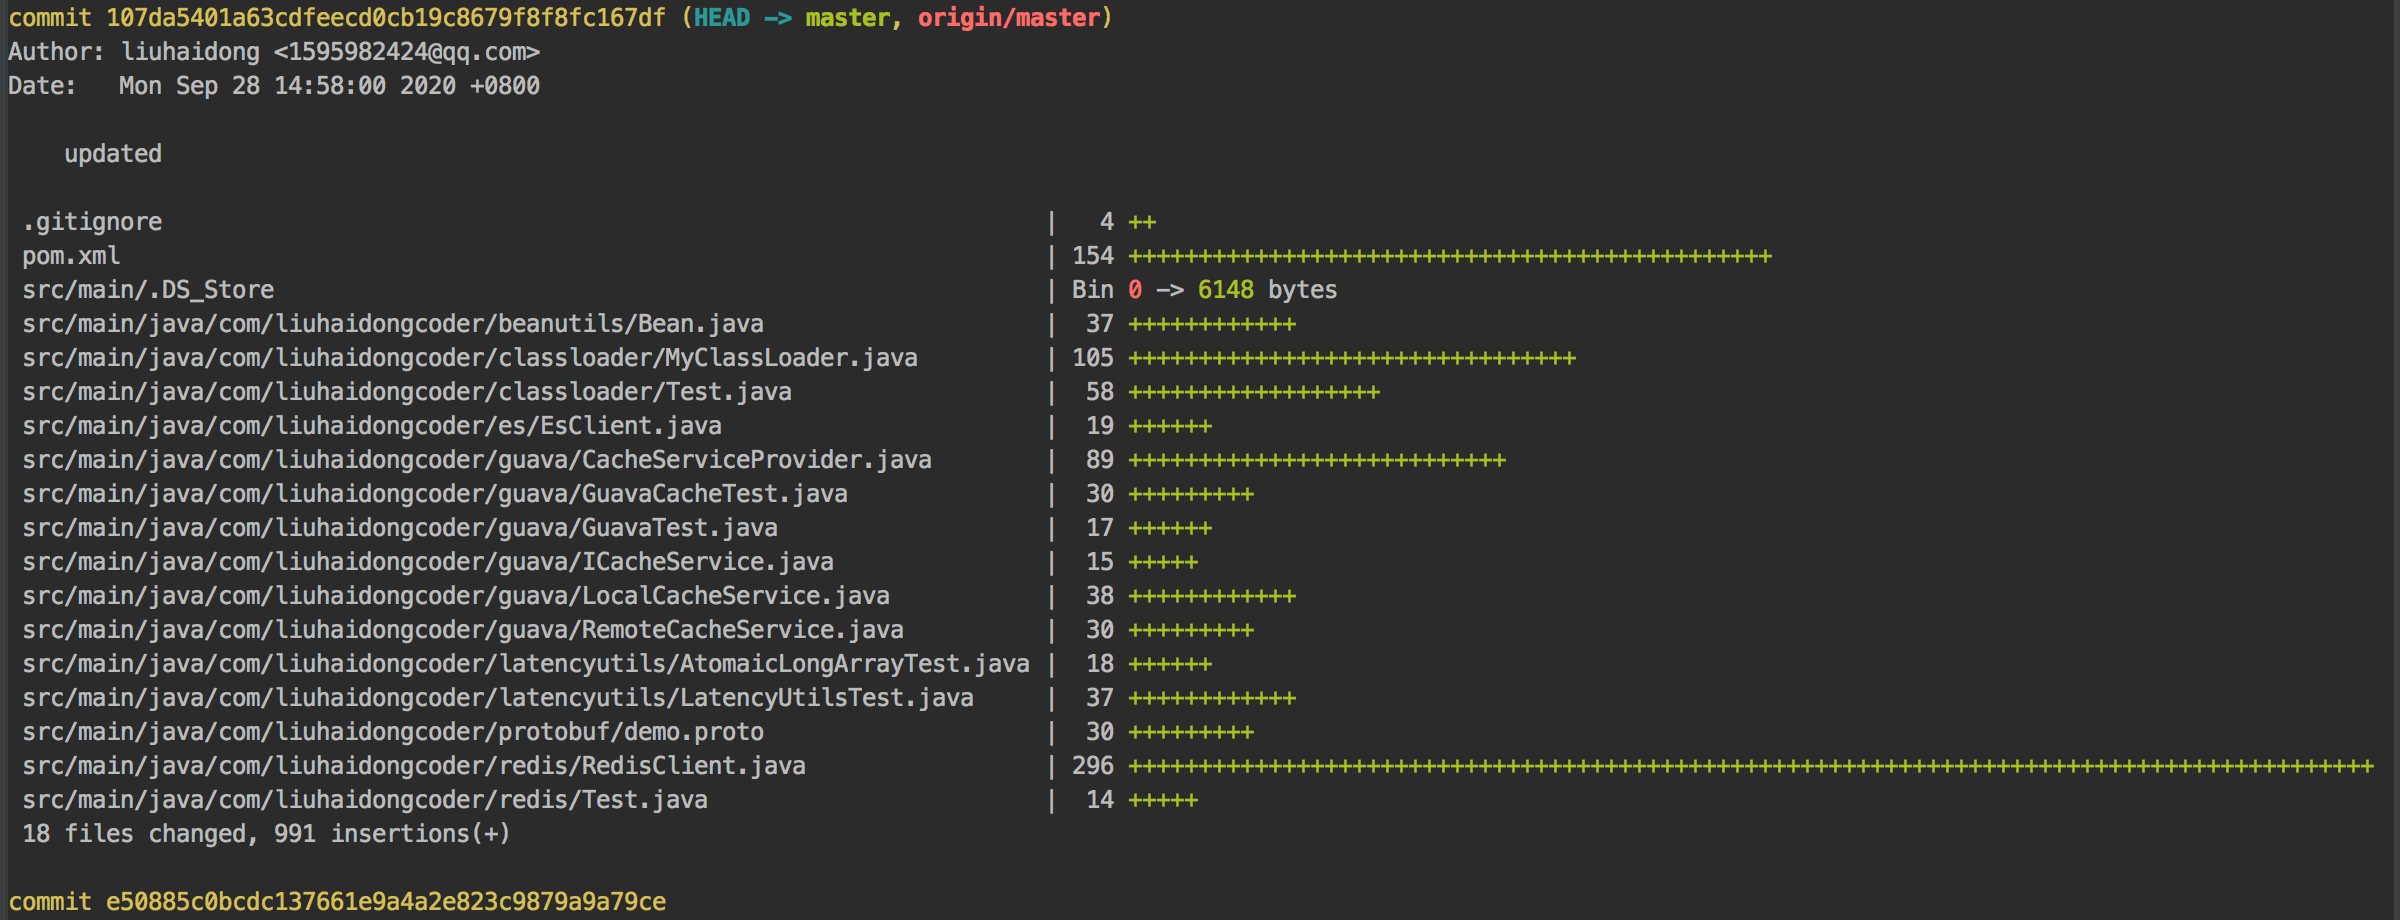 commit 107da5401a63cdfeecd0cb19c8679f8f8fc167df (HEAD -> master, origin/master)
Author: liuhaidong <1595982424@qq.com>
Date:   Mon Sep 28 14:58:00 2020 +0800
updated
.gitignore | 4 ++
pom.xml | 154 ++++++++++++++++++++++++++++++++++++++++++++++
src/main/.DS_Store | Bin 0 -> 6148 bytes
src/main/java/com/liuhaidongcoder/beanutils/Bean.java | 37 ++++++++++++
src/main/java/com/liuhaidongcoder/classloader/MyClassLoader.java | 105 ++++++++++++++++++++++++++++++++
src/main/java/com/liuhaidongcoder/classloader/Test.java | 58 ++++++++++++++++++
src/main/java/com/liuhaidongcoder/es/EsClient.java | 19 ++++++
src/main/java/com/liuhaidongcoder/guava/CacheServiceProvider.java | 89 +++++++++++++++++++++++++++
src/main/java/com/liuhaidongcoder/guava/GuavaCacheTest.java | 30 +++++++++
src/main/java/com/liuhaidongcoder/guava/GuavaTest.java | 17 ++++++
src/main/java/com/liuhaidongcoder/guava/ICacheService.java | 15 +++++
src/main/java/com/liuhaidongcoder/guava/LocalCacheService.java | 38 ++++++++++++
src/main/java/com/liuhaidongcoder/guava/RemoteCacheService.java | 30 +++++++++
src/main/java/com/liuhaidongcoder/latencyutils/AtomaicLongArrayTest.java | 18 ++++++
src/main/java/com/liuhaidongcoder/latencyutils/LatencyUtilsTest.java | 37 ++++++++++++
src/main/java/com/liuhaidongcoder/protobuf/demo.proto | 30 +++++++++
src/main/java/com/liuhaidongcoder/redis/RedisClient.java | 296 +++++++++++++++++++++++++++++++++++++++++++++++++++++++++++++++++++++++++++++++++++++++++
src/main/java/com/liuhaidongcoder/redis/Test.java | 14 +++++
18 files changed, 991 insertions(+)
commit e50885c0bcdc137661e9a4a2e823c9879a9a79ce